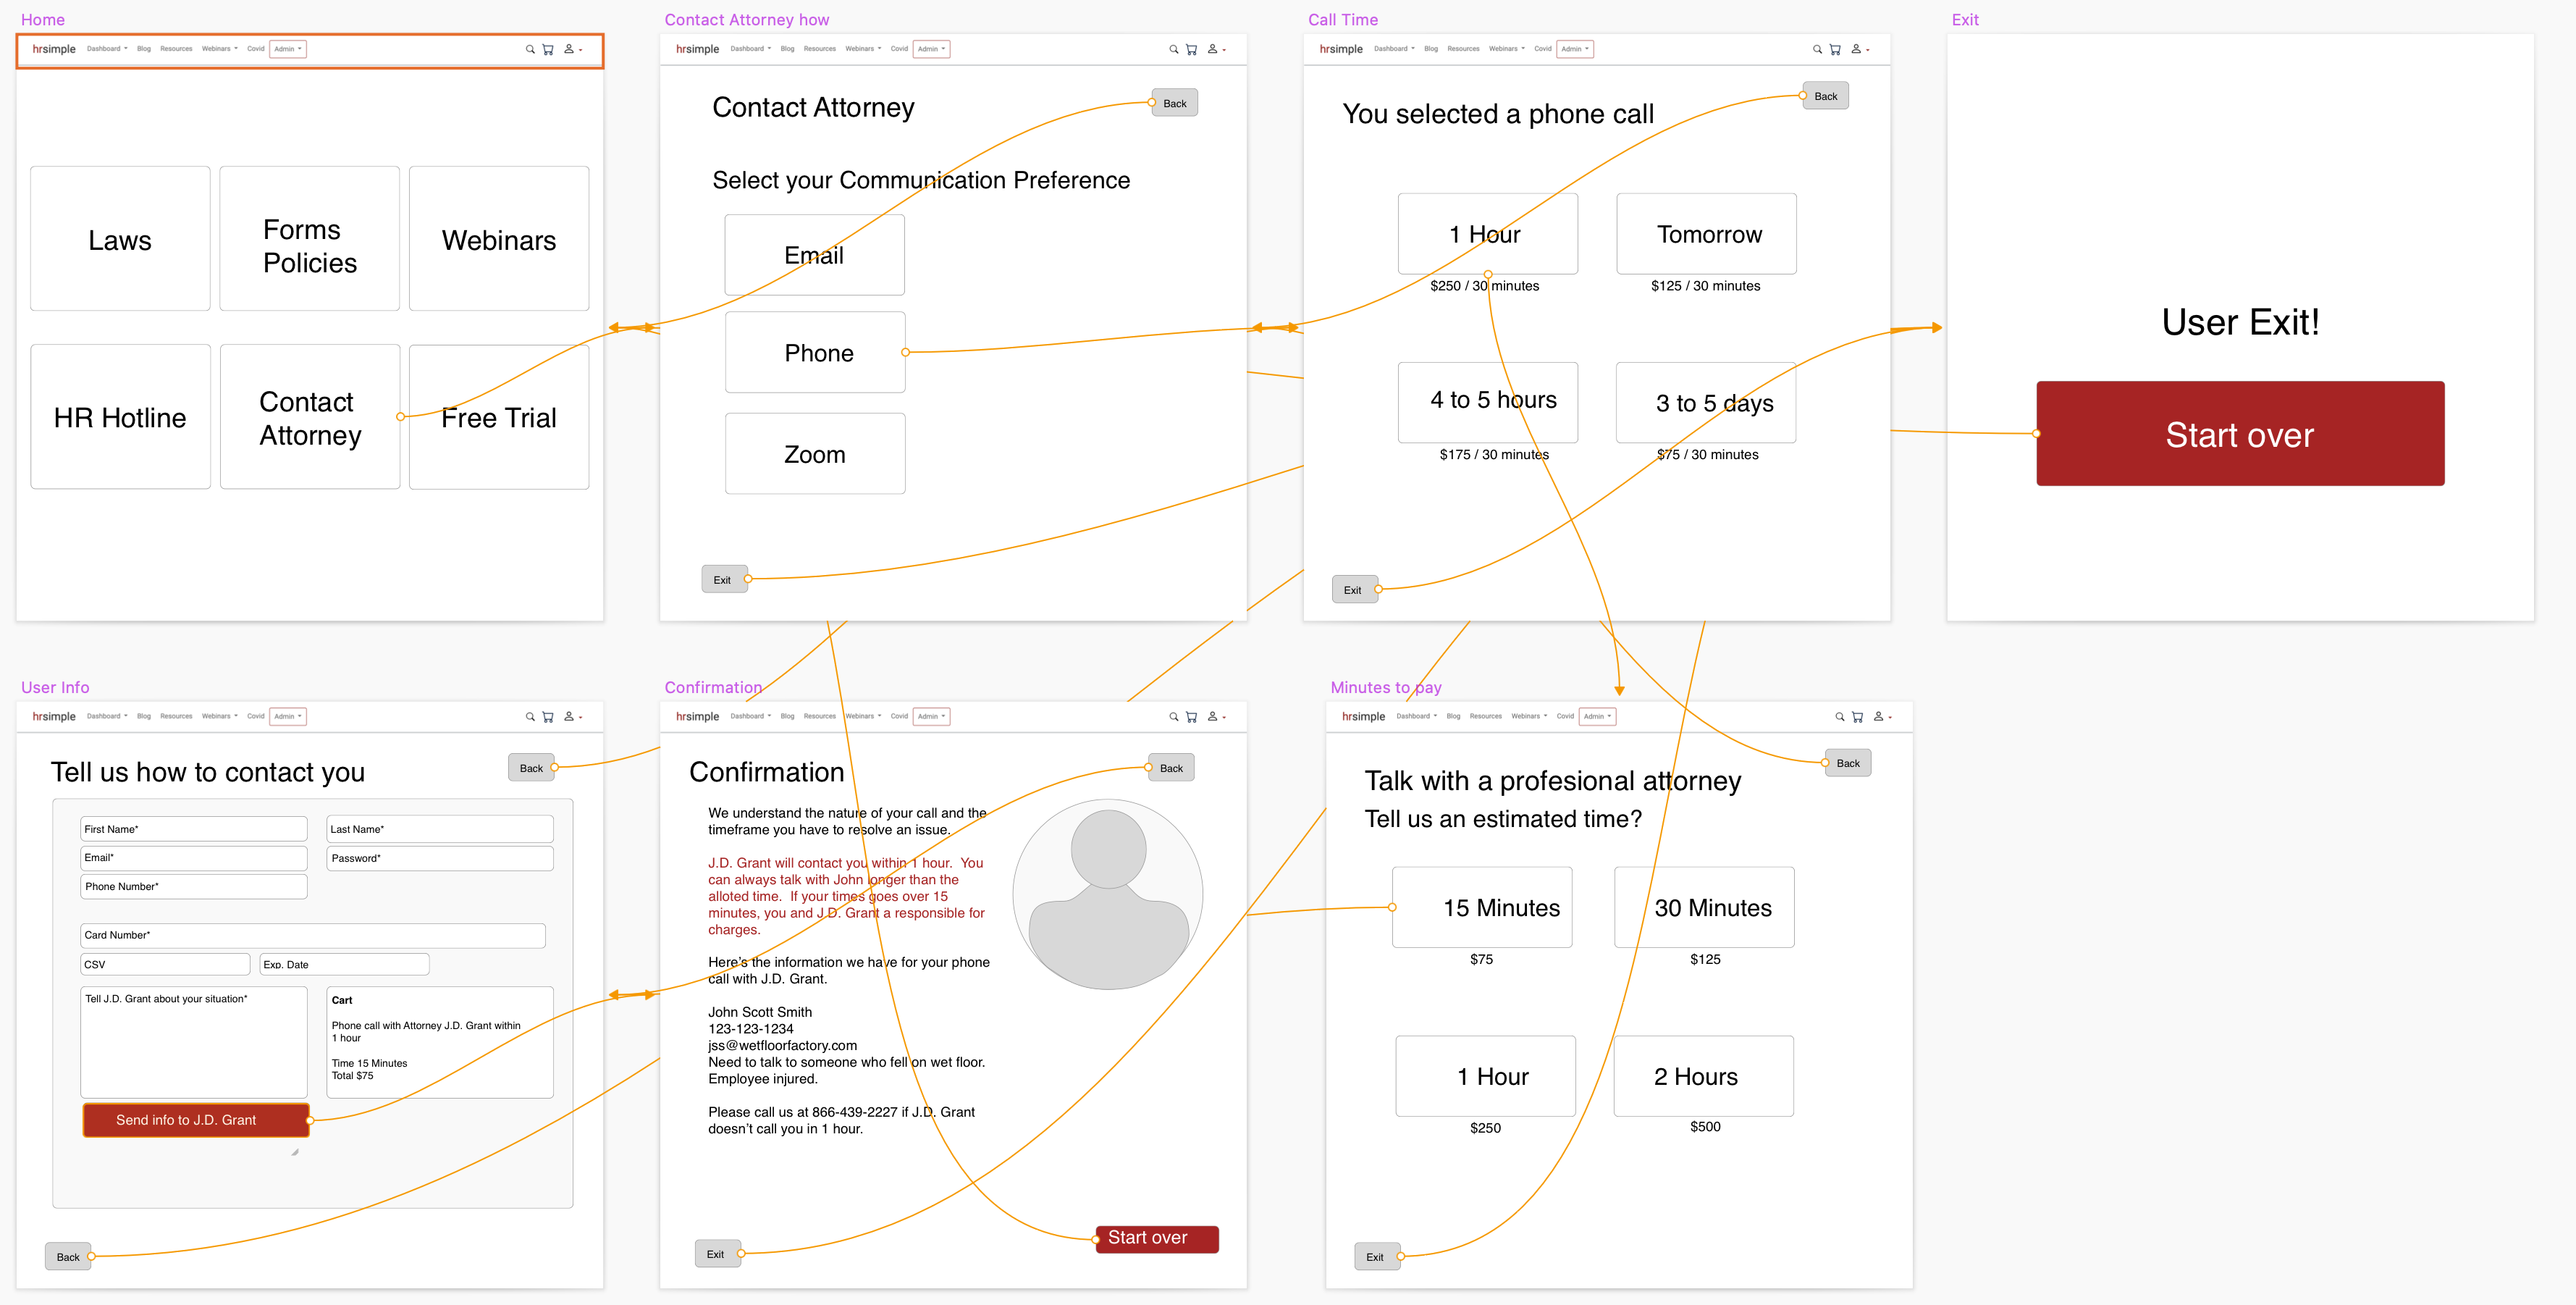 Home
hrsimple Dashboard Blog Resources Webinars Covid Admin
Laws
Forms
Policies
Webinars
HR Hotline
Contact
Attorney
Free Trial
Contact Attorney how
hrsimple Dashboard Blog Resources Webinars Covid Admin
Back
Contact Attorney
Select your Communication Preference
Email
Phone
Zoom
Exit
Call Time
hrsimple Dashboard Blog Resources Webinars Covid Admin
Back
You selected a phone call
1 Hour
$250 / 30 minutes
Tomorrow
$125 / 30 minutes
4 to 5 hours
$175 / 30 minutes
3 to 5 days
$75 / 30 minutes
Exit
Exit
User Exit!
Start over
User Info
hrsimple Dashboard Blog Resources Webinars Covid Admin
Back
Tell us how to contact you
First Name*
Last Name*
Email*
Password*
Phone Number*
Card Number*
CSV
Exp. Date
Tell J.D. Grant about your situation*
Cart
Phone call with Attorney J.D. Grant within
1 hour
Time 15 Minutes
Total $75
Send info to J.D. Grant
Back
Confirmation
hrsimple Dashboard Blog Resources Webinars Covid Admin
Back
Confirmation
We understand the nature of your call and the
timeframe you have to resolve an issue.
J.D. Grant will contact you within 1 hour. You
can always talk with John longer than the
alloted time. If your times goes over 15
minutes, you and J.D. Grant a responsible for
charges.
Here's the information we have for your phone
call with J.D. Grant.
John Scott Smith
123-123-1234
jss@wetfloorfactory.com
Need to talk to someone who fell on wet floor.
Employee injured.
Please call us at 866-439-2227 if J.D. Grant
doesn't call you in 1 hour.
Start over
Exit
Minutes to pay
hrsimple Dashboard Blog Resources Webinars Covid Admin
Back
Talk with a profesional attorney
Tell us an estimated time?
15 Minutes
$75
30 Minutes
$125
1 Hour
$250
2 Hours
$500
Exit